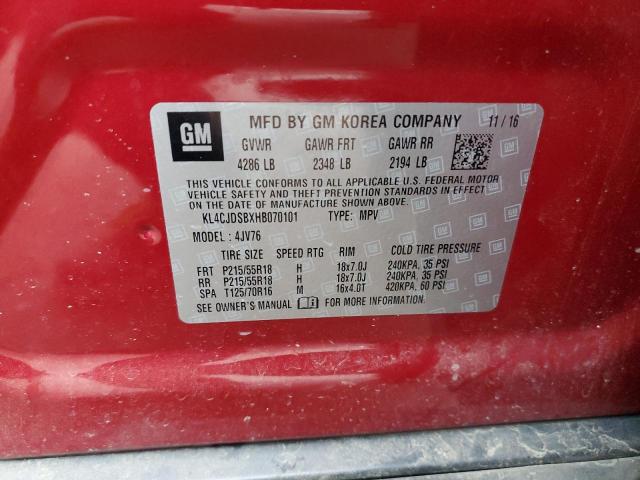 GM
MFD BY GM KOREA COMPANY 11/16
GVWR GAWR FRT GAWR RR
4286 LB 2348 LB 2194 LB
THIS VEHICLE CONFORMS TO ALL APPLICABLE U.S. FEDERAL MOTOR
VEHICLE SAFETY AND THEFT PREVENTION STANDARDS IN EFFECT ON
THE DATE OF MANUFACTURE SHOWN ABOVE.
KL4CJDSBXHB070101 TYPE: MPV
MODEL: 4JV76
TIRE SIZE SPEED RTG RIM COLD TIRE PRESSURE
FRT P215/55R18 H 18x7.0J 240KPA, 35 PSI
RR P215/55R18 H 18x7.0J 240KPA, 35 PSI
SPA T125/70R16 M 16x4.0T 420KPA, 60 PSI
SEE OWNER'S MANUAL FOR MORE INFORMATION.